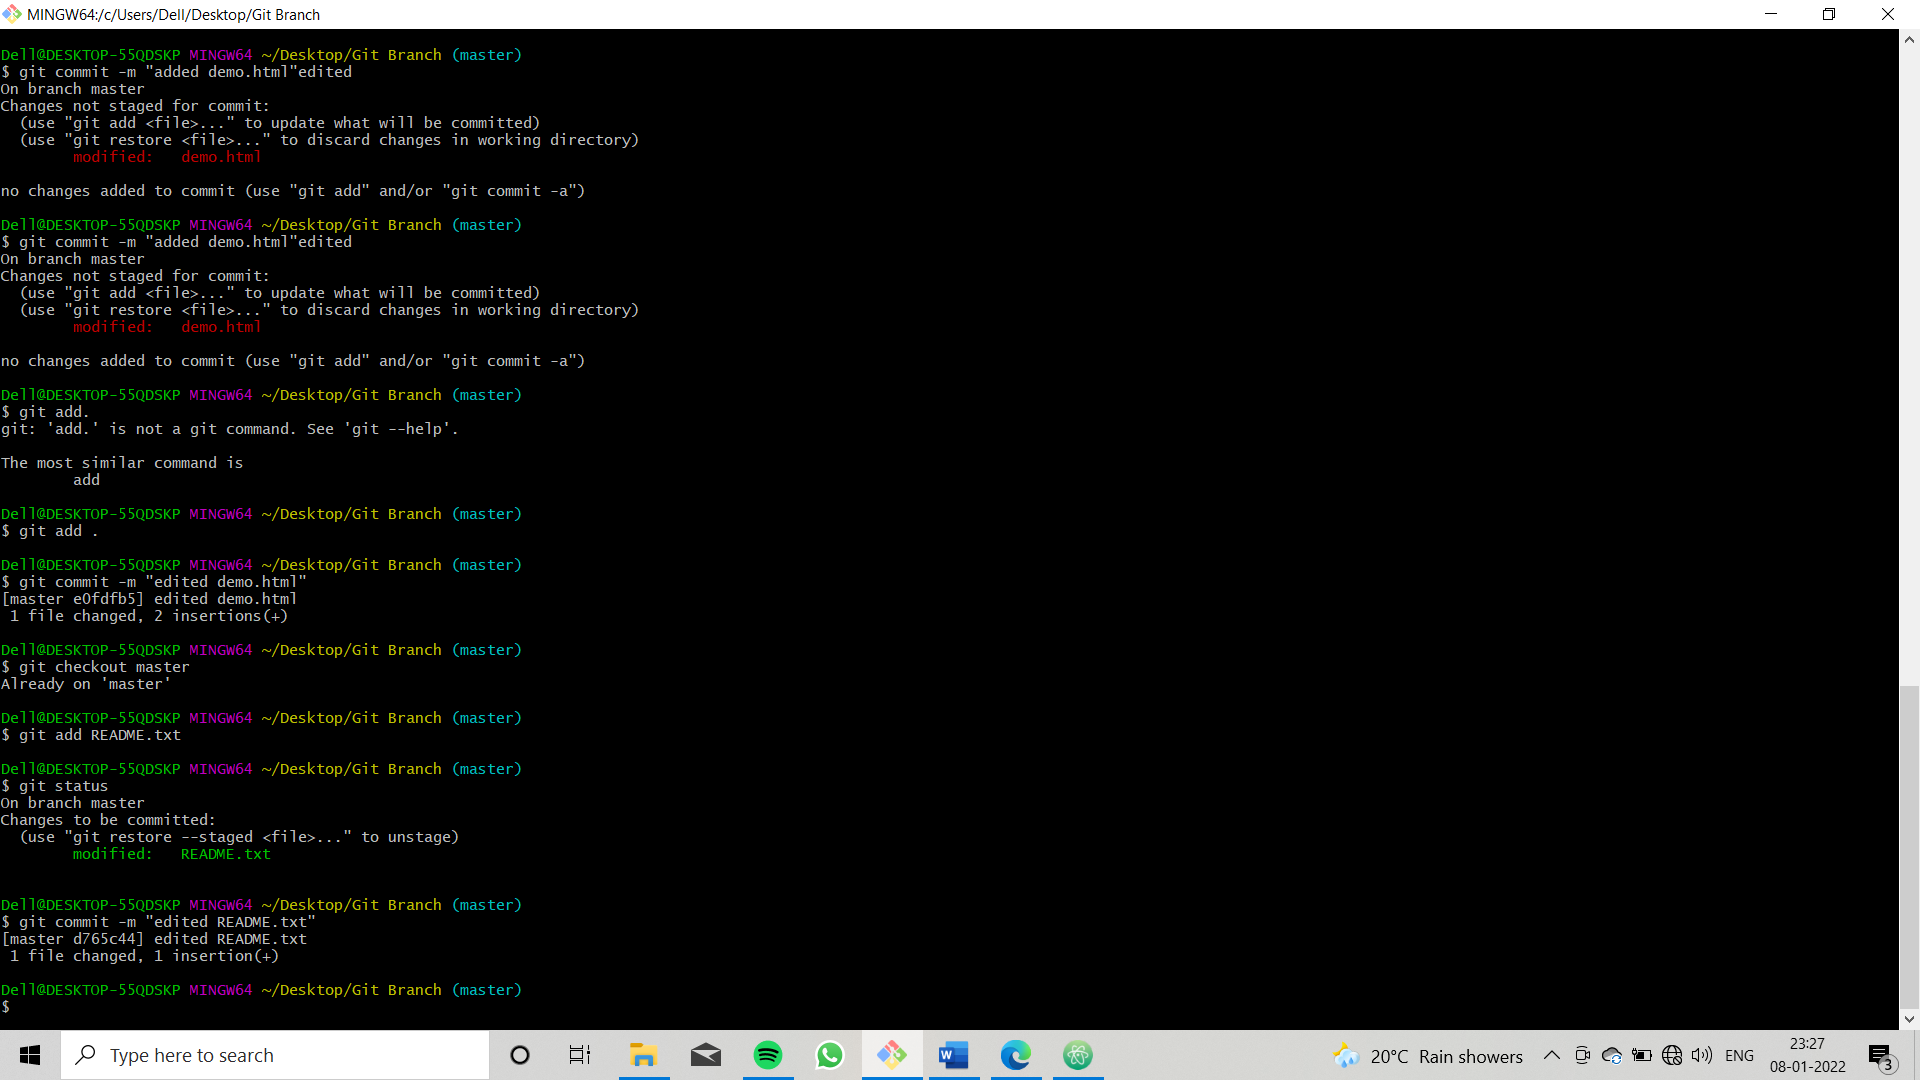 MINGW64:/c/Users/Dell/Desktop/Git Branch
Dell@DESKTOP-55QDSKP MINGW64 ~/Desktop/Git Branch (master)
$ git commit -m "added demo.html"edited
On branch master
Changes not staged for commit:
  (use "git add <file>..." to update what will be committed)
  (use "git restore <file>..." to discard changes in working directory)
        modified:   demo.html
no changes added to commit (use "git add" and/or "git commit -a")
Dell@DESKTOP-55QDSKP MINGW64 ~/Desktop/Git Branch (master)
$ git commit -m "added demo.html"edited
On branch master
Changes not staged for commit:
  (use "git add <file>..." to update what will be committed)
  (use "git restore <file>..." to discard changes in working directory)
        modified:   demo.html
no changes added to commit (use "git add" and/or "git commit -a")
Dell@DESKTOP-55QDSKP MINGW64 ~/Desktop/Git Branch (master)
$ git add.
git: 'add.' is not a git command. See 'git --help'.
The most similar command is
        add
Dell@DESKTOP-55QDSKP MINGW64 ~/Desktop/Git Branch (master)
$ git add .
Dell@DESKTOP-55QDSKP MINGW64 ~/Desktop/Git Branch (master)
$ git commit -m "edited demo.html"
[master e0fdfb5] edited demo.html
 1 file changed, 2 insertions(+)
Dell@DESKTOP-55QDSKP MINGW64 ~/Desktop/Git Branch (master)
$ git checkout master
Already on 'master'
Dell@DESKTOP-55QDSKP MINGW64 ~/Desktop/Git Branch (master)
$ git add README.txt
Dell@DESKTOP-55QDSKP MINGW64 ~/Desktop/Git Branch (master)
$ git status
On branch master
Changes to be committed:
  (use "git restore --staged <file>..." to unstage)
        modified:   README.txt
Dell@DESKTOP-55QDSKP MINGW64 ~/Desktop/Git Branch (master)
$ git commit -m "edited README.txt"
[master d765c44] edited README.txt
 1 file changed, 1 insertion(+)
Dell@DESKTOP-55QDSKP MINGW64 ~/Desktop/Git Branch (master)
$
Type here to search
W
20°C Rain showers
ENG
23:27
08-01-2022
3